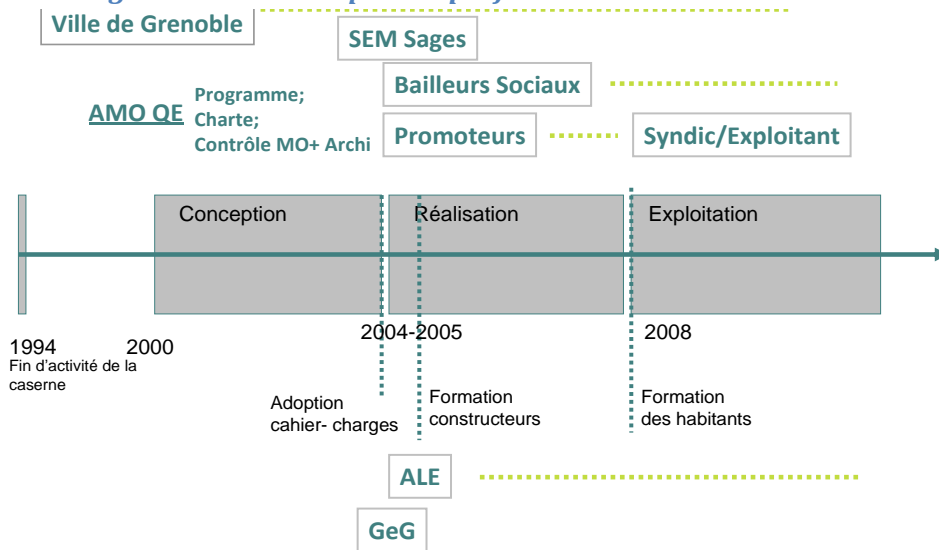 Ville de Grenoble
SEM Sages
Bailleurs Sociaux
AMO QE
Programme;
Charte;
Contrôle MO+ Archi
Promoteurs
Syndic/Exploitant
Conception
Réalisation
Exploitation
1994
2000
2004-2005
2008
Fin d'activité de la
caserne
Adoption
cahier- charges
Formation
constructeurs
Formation
des habitants
ALE
GeG